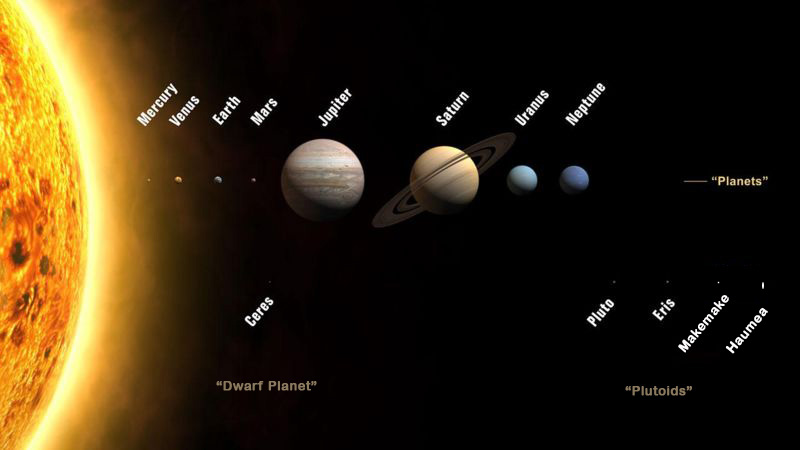 Mercury
Venus
Earth
Mars
Jupiter
Saturn
Uranus
Neptune
“Planets”
Ceres
Pluto
Eris
Makemake
Haumea
“Dwarf Planet”
“Plutoids”